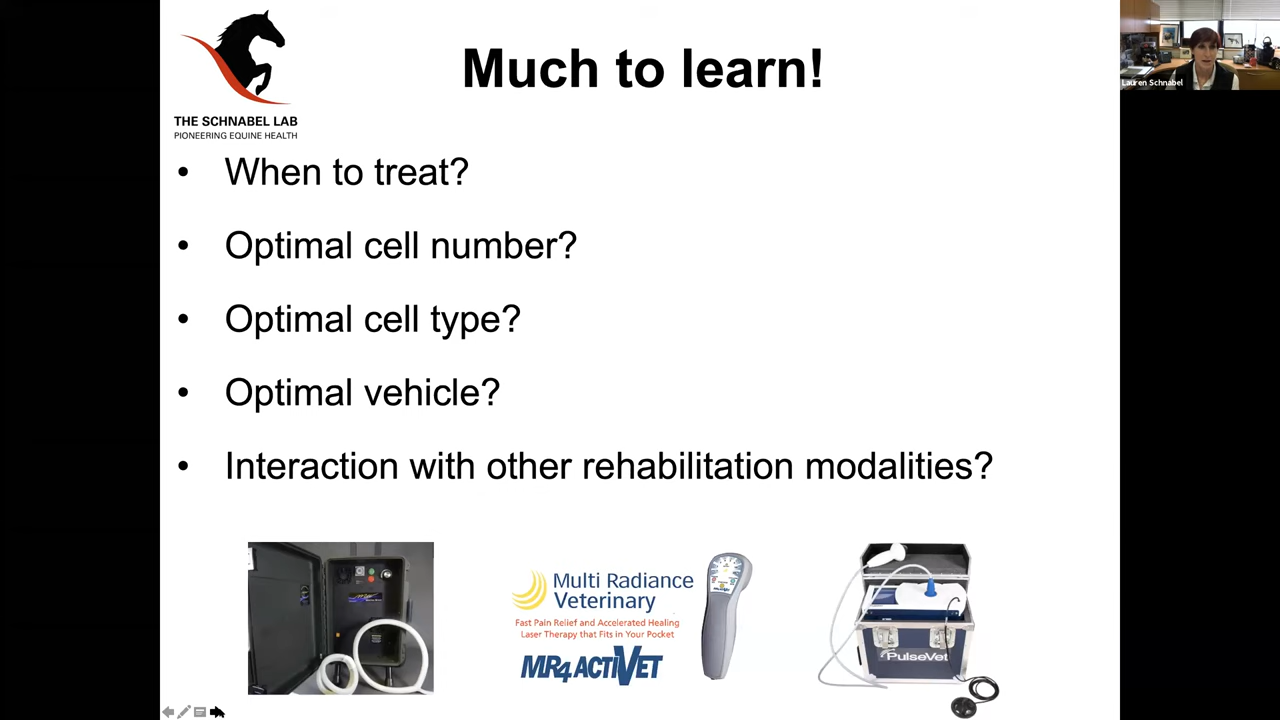 THE SCHNABEL LAB
PIONEERING EQUINE HEALTH
Much to learn!
Lauren Schnabel
• When to treat?
• Optimal cell number?
• Optimal cell type?
• Optimal vehicle?
• Interaction with other rehabilitation modalities?
Multi Radiance
Veterinary
Fast Pain Relief and Accelerated Healing
Laser Therapy that Fits in Your Pocket
MR4 ACTIVET
PulseVet